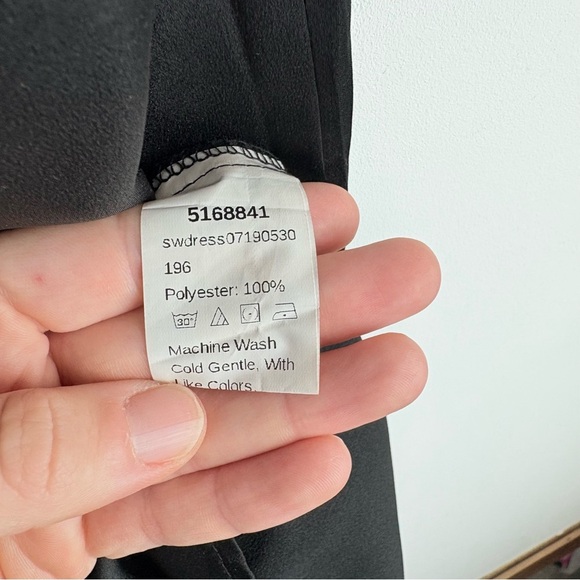 5168841
swdress07190530
196
Polyester: 100%
30°
Machine Wash
Cold Gentle, With
Like Colors,